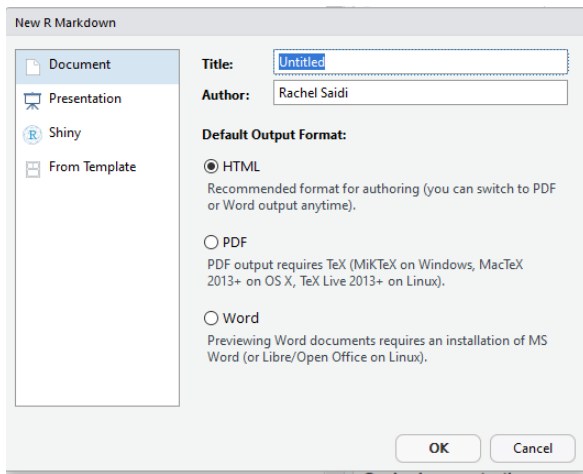 New R Markdown
Document
Presentation
R Shiny
From Template
Title: Untitled
Author: Rachel Saidi
Default Output Format:
HTML
Recommended format for authoring (you can switch to PDF
or Word output anytime).
PDF
PDF output requires TeX (MiKTeX on Windows, MacTeX
2013+ on OS X, TeX Live 2013+ on Linux).
Word
Previewing Word documents requires an installation of MS
Word (or Libre/Open Office on Linux).
OK Cancel